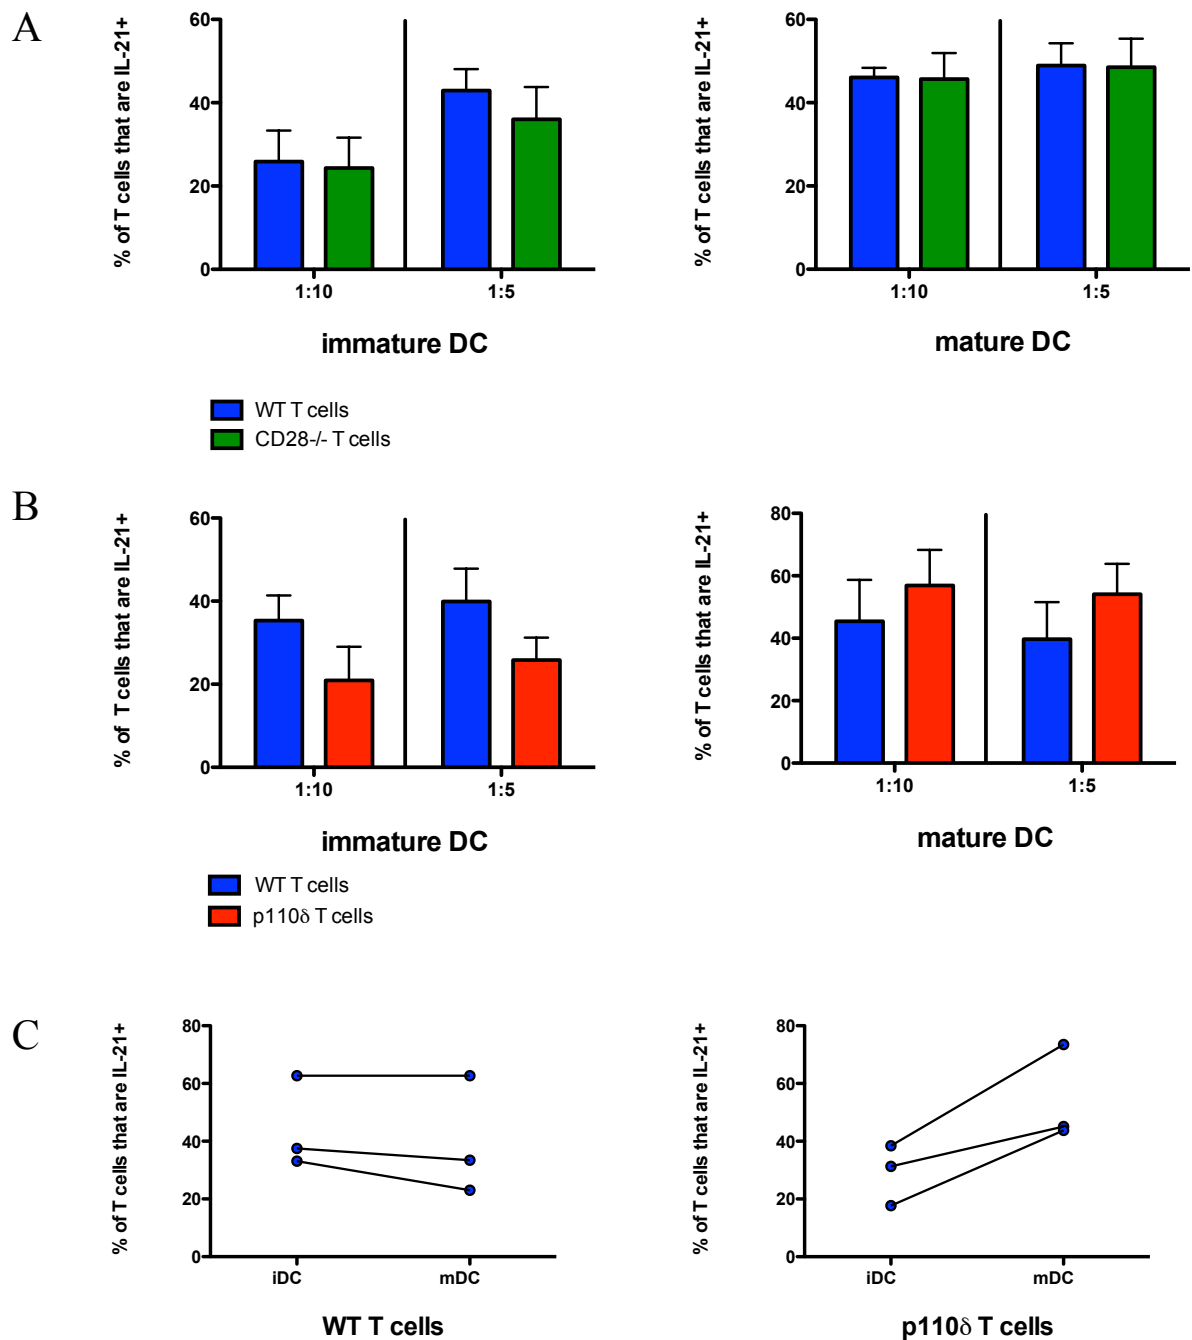 A
% of T cells that are IL-21+
60
40
20
0
1:10
1:5
immature DC
% of T cells that are IL-21+
60
40
20
0
1:10
1:5
mature DC
WT T cells
CD28-/- T cells
B
% of T cells that are IL-21+
60
40
20
0
1:10
1:5
immature DC
% of T cells that are IL-21+
80
60
40
20
0
1:10
1:5
mature DC
WT T cells
p110δ T cells
C
% of T cells that are IL-21+
80
60
40
20
0
iDC
mDC
WT T cells
% of T cells that are IL-21+
80
60
40
20
0
iDC
mDC
p110δ T cells